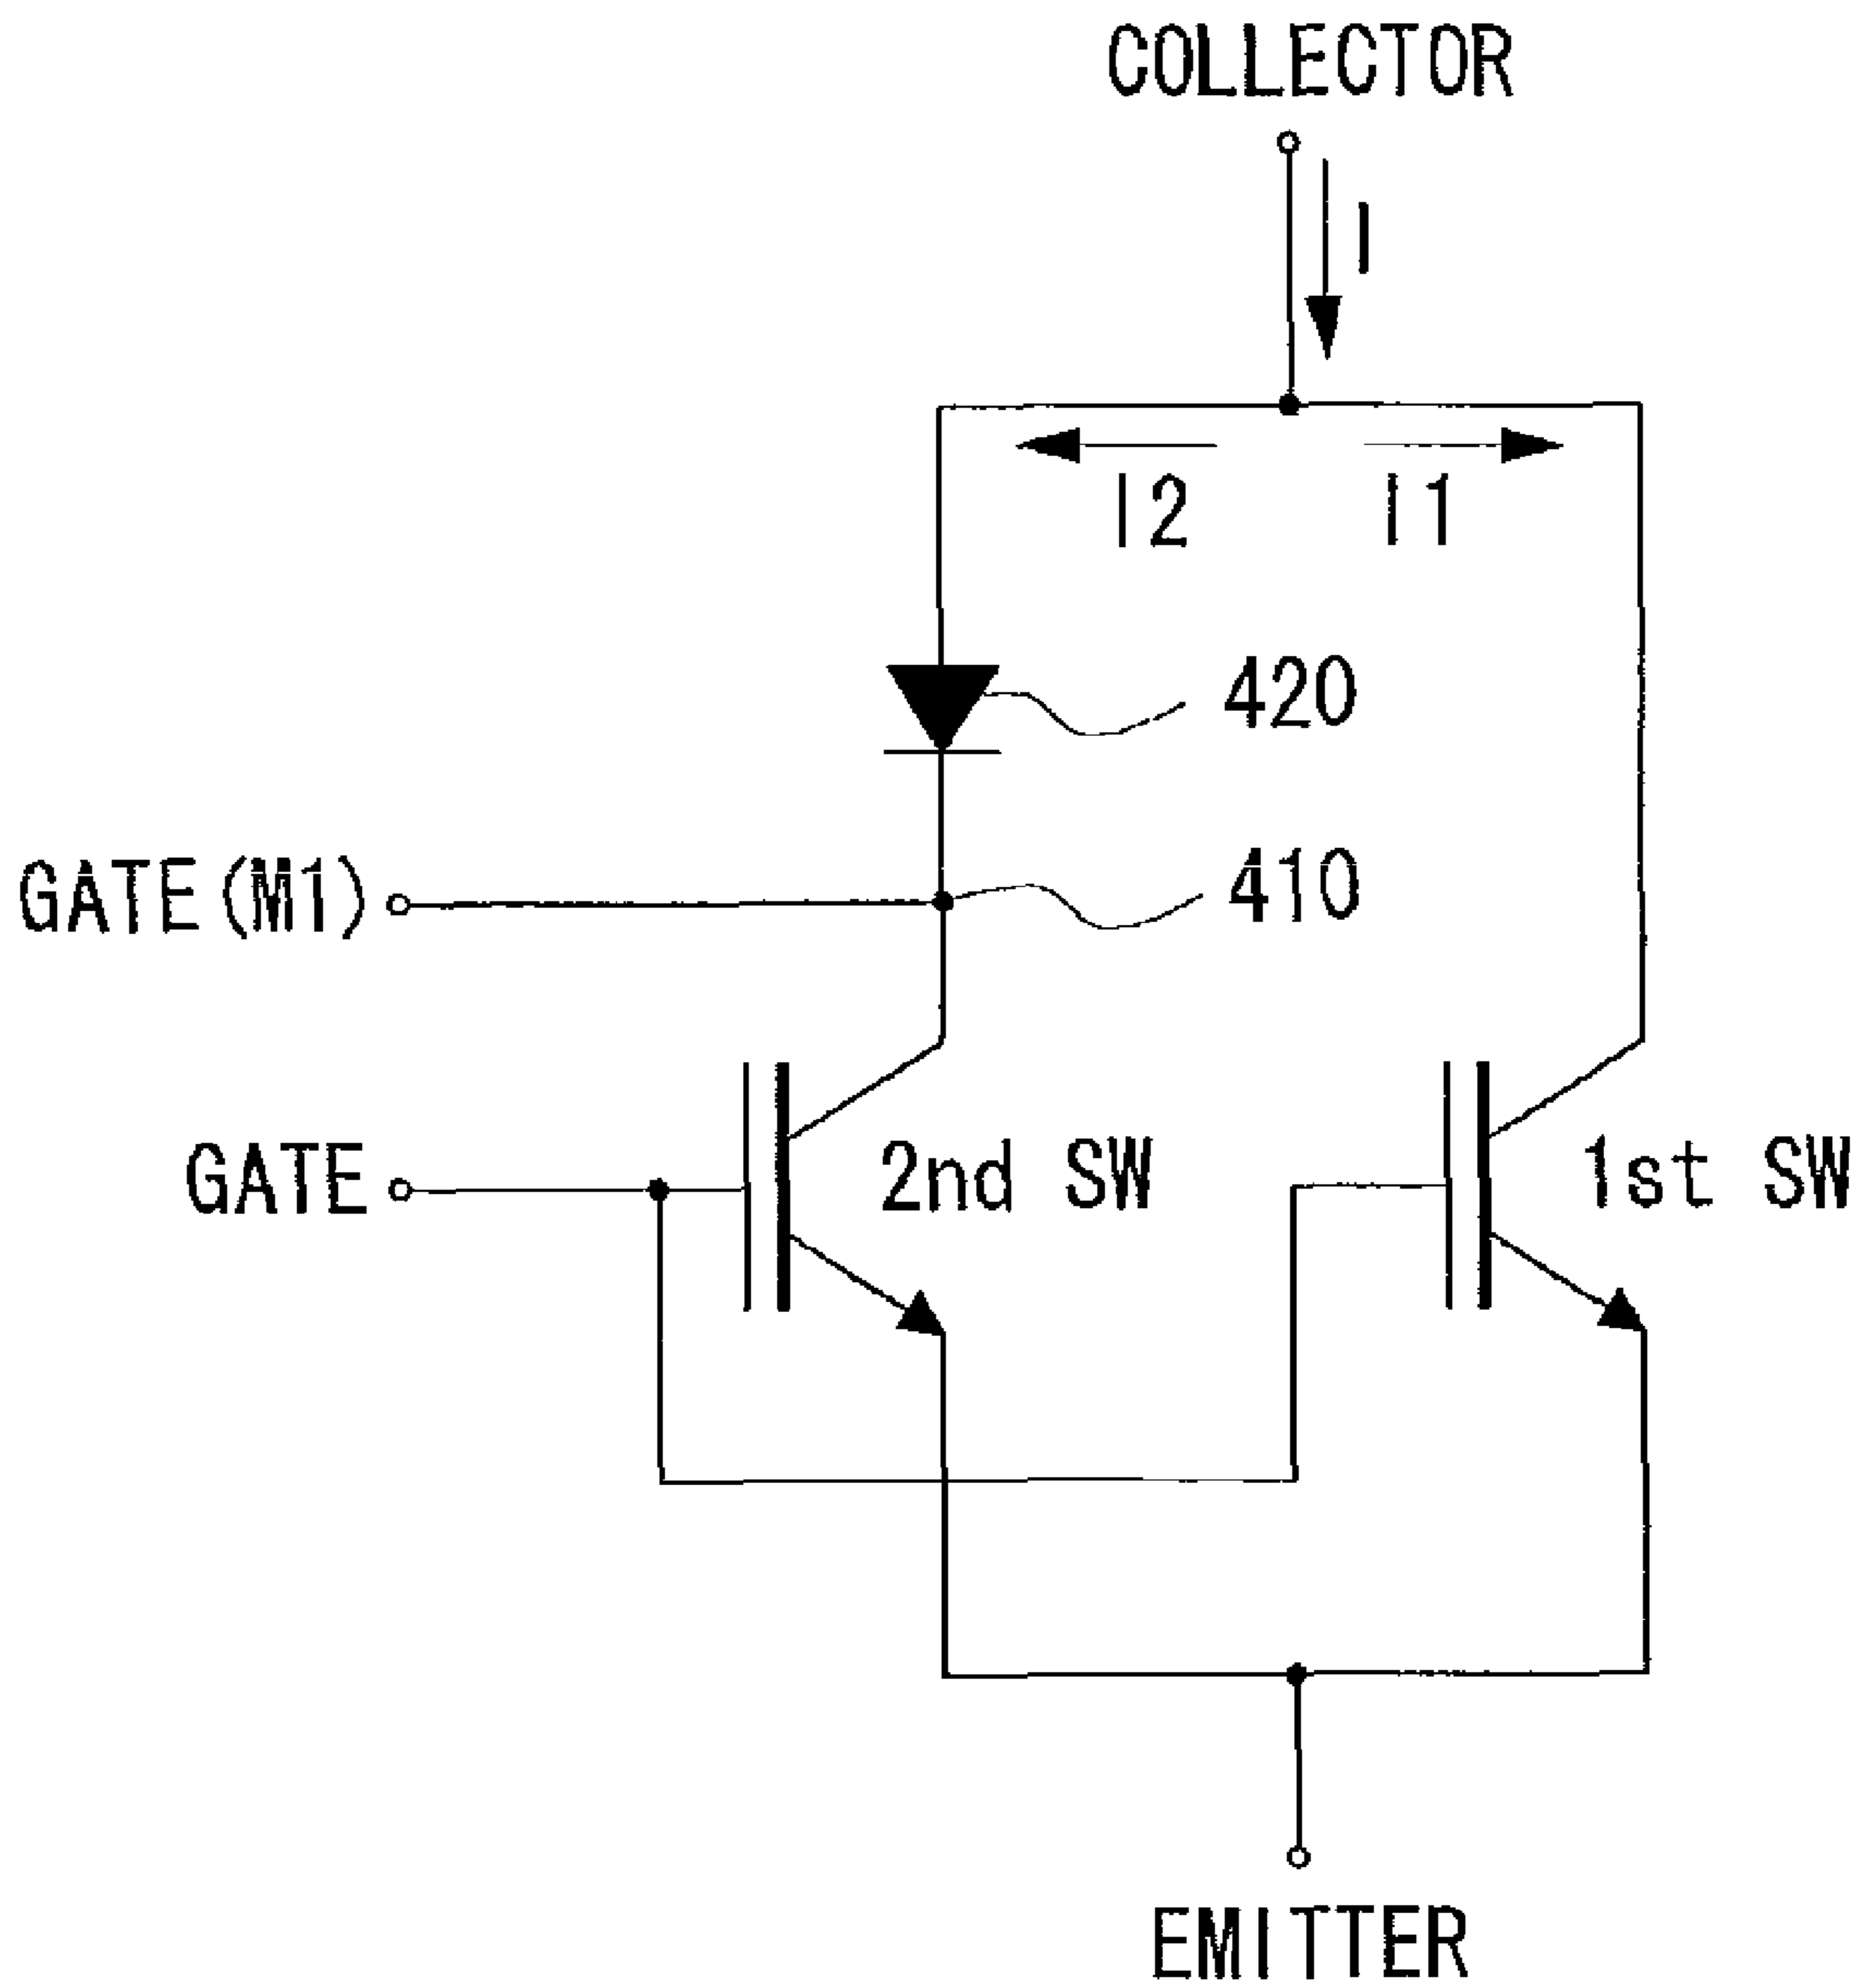 COLLECTOR
I
I2
I1
420
GATE(M1)
410
GATE
2nd SW
1st SW
EMITTER